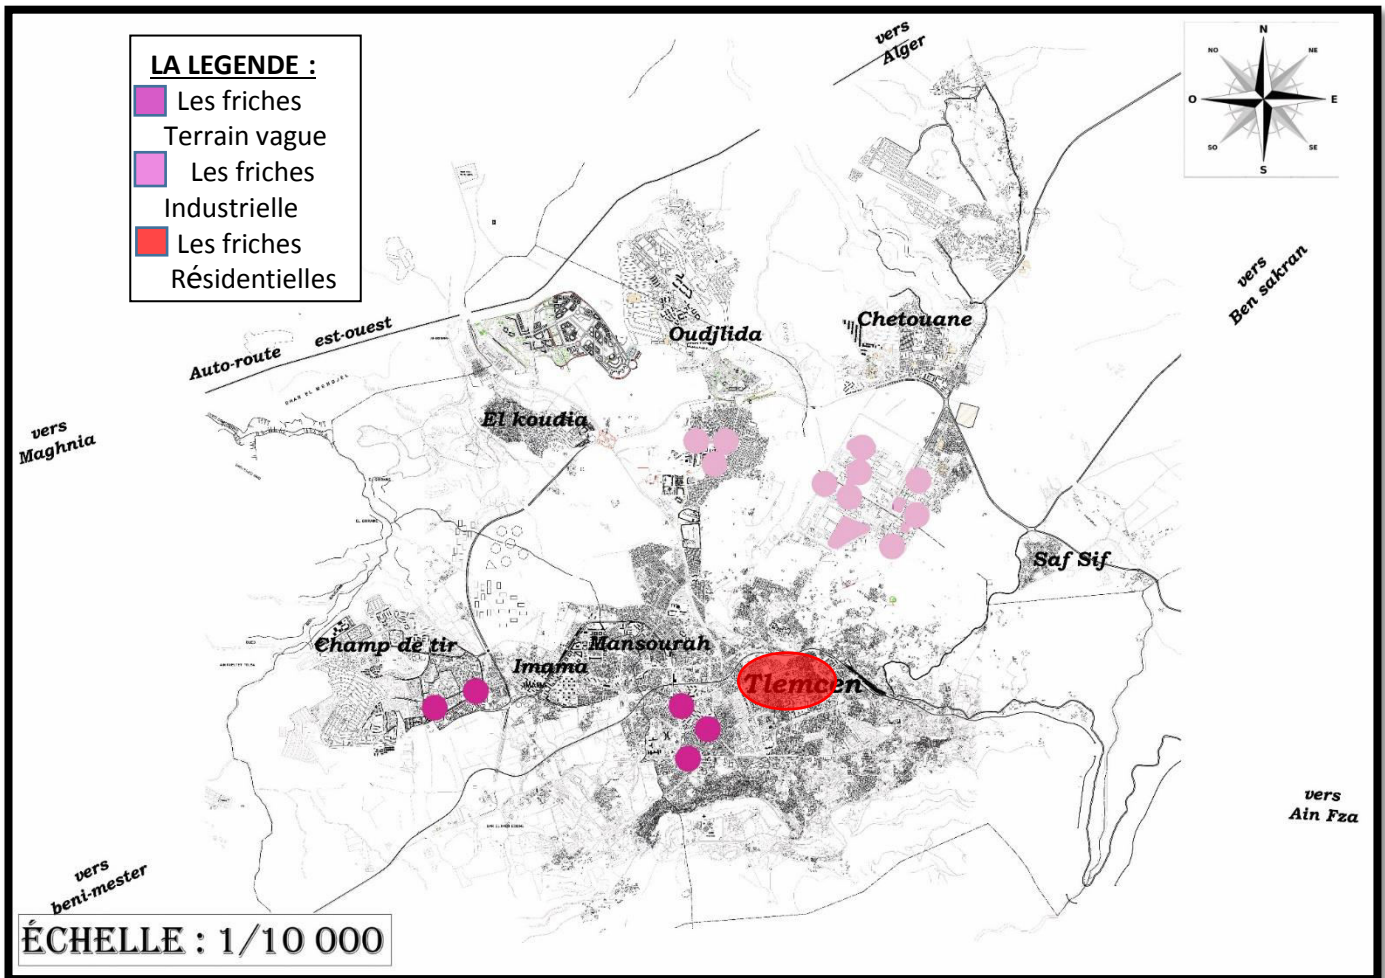 LA LEGENDE :
Les friches
Terrain vague
Les friches
Industrielle
Les friches
Résidentielles
vers
Alger
N
NO
NE
O
E
SO
SE
S
vers
Ben sakran
Auto-route est-ouest
Oudjlida
Chetouane
El koudia
vers
Maghnia
Saf Sif
Champ de tir
Mansourah
Imama
Tlemcen
vers
Ain Fza
vers
beni-mester
ÉCHELLE : 1/10 000